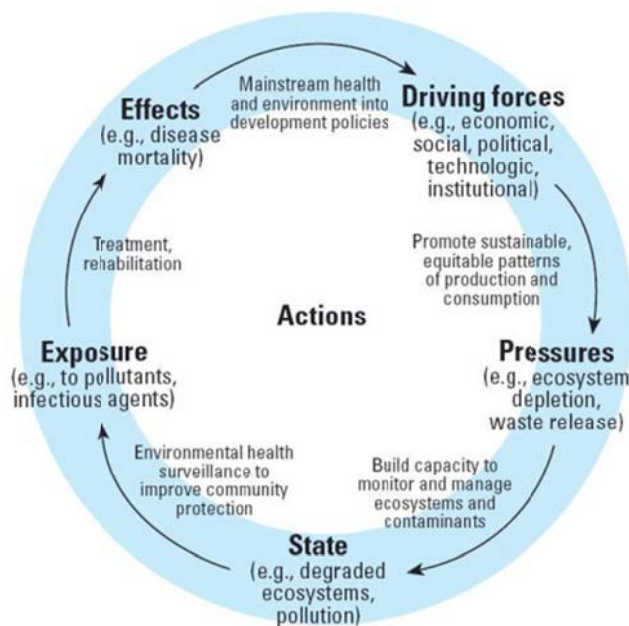 Effects
(e.g., disease
mortality)
Mainstream health
and environment into
development policies
Driving forces
(e.g., economic,
social, political,
technologic,
institutional)
Treatment,
rehabilitation
Promote sustainable,
equitable patterns
of production and
consumption
Actions
Exposure
(e.g., to pollutants,
infectious agents)
Pressures
(e.g., ecosystem
depletion,
waste release)
Environmental health
surveillance to
improve community
protection
Build capacity to
monitor and manage
ecosystems and
contaminants
State
(e.g., degraded
ecosystems,
pollution)